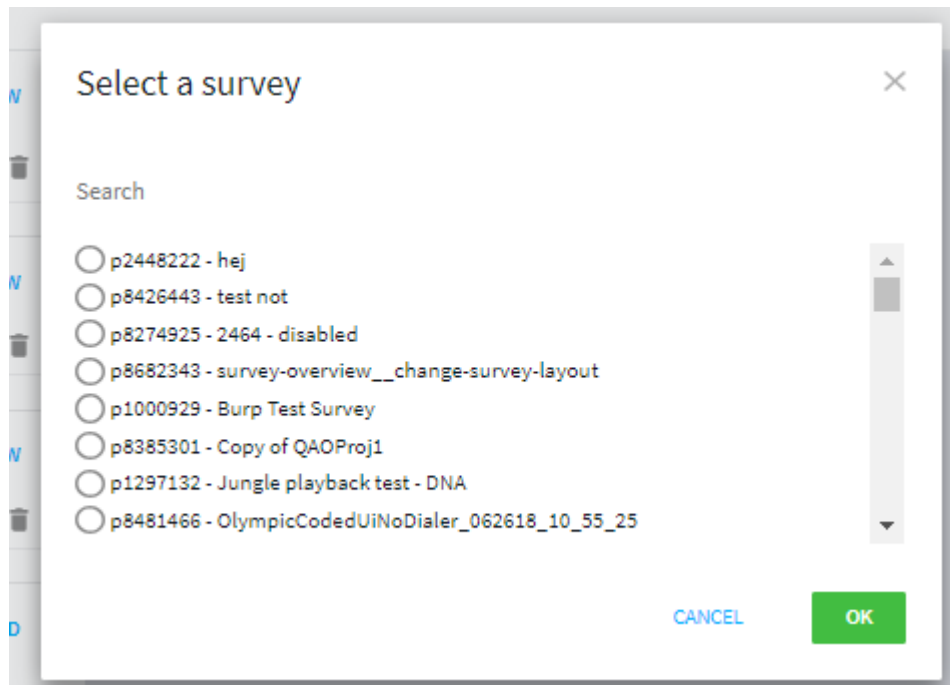 Select a survey
Search
p2448222 - hej
p8426443 - test not
p8274925 - 2464 - disabled
p8682343 - survey-overview__change-survey-layout
p1000929 - Burp Test Survey
p8385301 - Copy of QAOProj1
p1297132 - Jungle playback test - DNA
p8481466 - OlympicCodedUiNoDialer_062618_10_55_25
CANCEL
OK